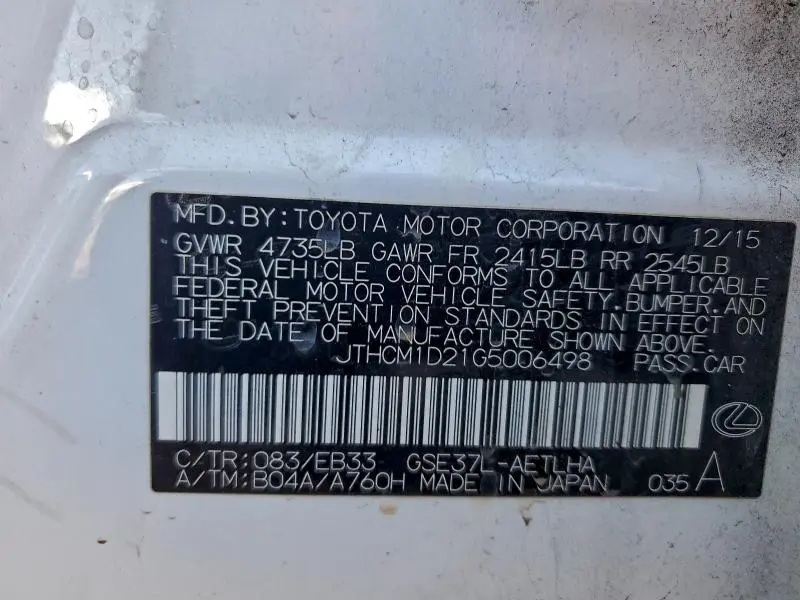 MFD. BY: TOYOTA MOTOR CORPORATION 12/15
GVWR 4735LB GAWR FR 2415LB RR 2545LB
THIS VEHICLE CONFORMS TO ALL APPLICABLE
FEDERAL MOTOR VEHICLE SAFETY, BUMPER, AND
THEFT PREVENTION STANDARDS IN EFFECT ON
THE DATE OF MANUFACTURE SHOWN ABOVE.
JTHCM1D21G5006498 PASS. CAR
C/TR: 083/EB33 GSE37L-AETLHA
A/TM: B04A/A760H MADE IN JAPAN 035 A